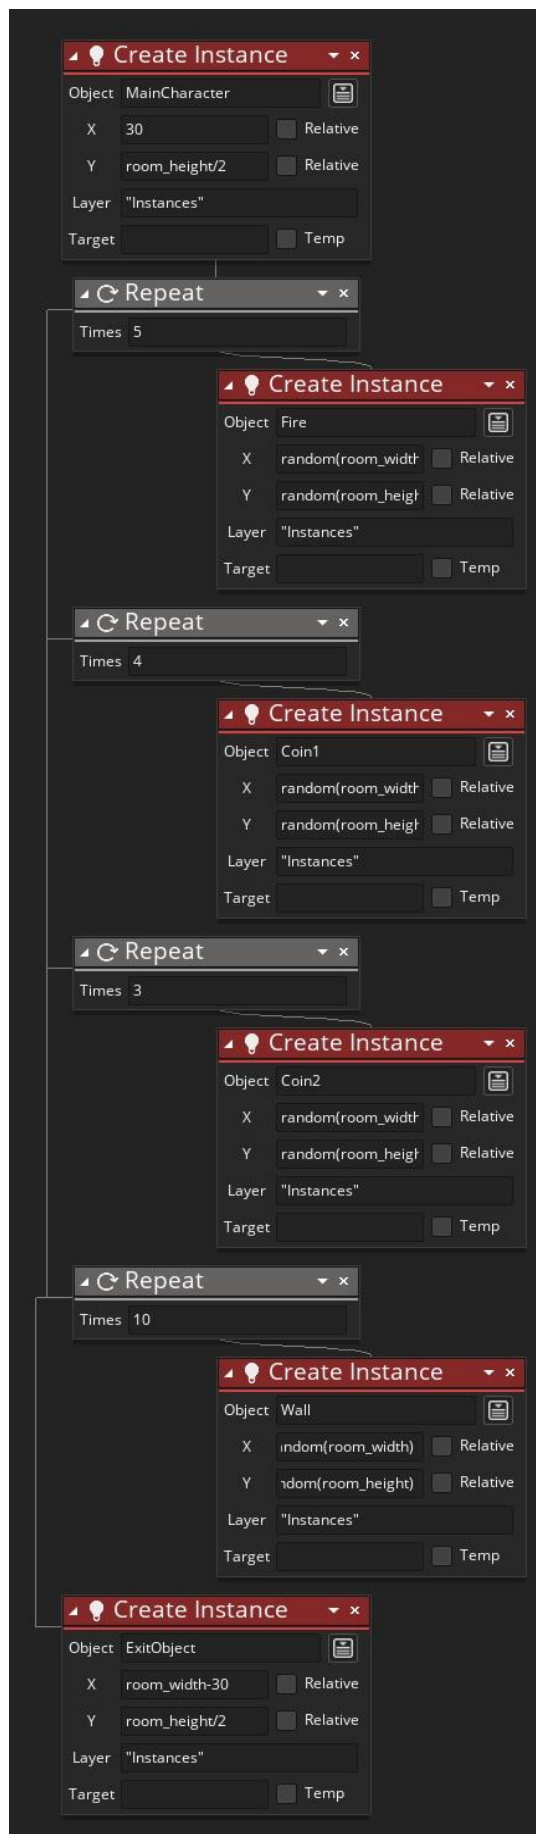 Create Instance
Object MainCharacter
X 30 Relative
Y room_height/2 Relative
Layer "Instances"
Target Temp
Repeat
Times 5
Create Instance
Object Fire
X random(room_width Relative
Y random(room_heigh Relative
Layer "Instances"
Target Temp
Repeat
Times 4
Create Instance
Object Coin1
X random(room_width Relative
Y random(room_heigh Relative
Layer "Instances"
Target Temp
Repeat
Times 3
Create Instance
Object Coin2
X random(room_width Relative
Y random(room_heigh Relative
Layer "Instances"
Target Temp
Repeat
Times 10
Create Instance
Object Wall
X ndom(room_width) Relative
Y ndom(room_height) Relative
Layer "Instances"
Target Temp
Create Instance
Object ExitObject
X room_width-30 Relative
Y room_height/2 Relative
Layer "Instances"
Target Temp